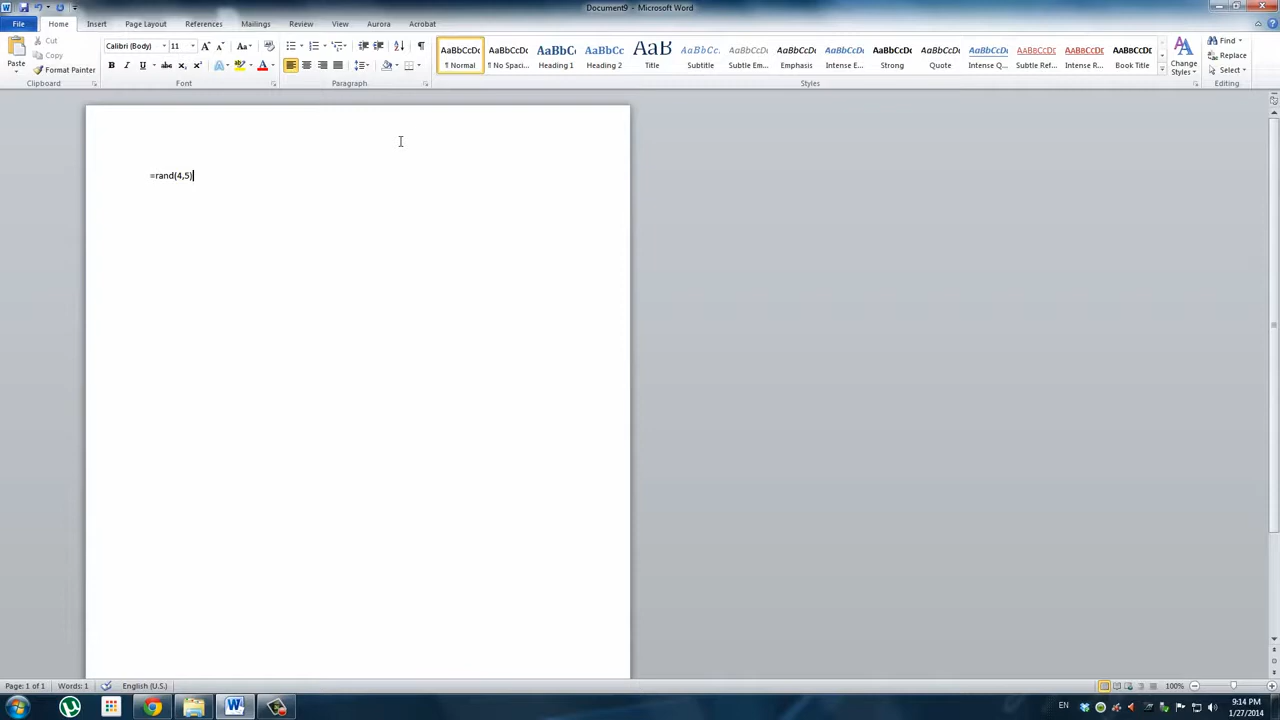 Document9 - Microsoft Word
File Home Insert Page Layout References Mailings Review View Aurora Acrobat
Paste
Cut
Copy
Format Painter
Clipboard
Calibri (Body) 11
Font
Paragraph
AaBbCcDc AaBbCcDc AaBbC AaBbCc AaB AaBbCc. AaBbCcDc AaBbCcDc AaBbCcDc AaBbCcDc AaBbCcDc AaBbCcDc AaBbCcDc AaBbCcDc AaBbCcDc
¶ Normal ¶ No Spaci... Heading 1 Heading 2 Title Subtitle Subtle Em... Emphasis Intense E... Strong Quote Intense Q... Subtle Ref... Intense R... Book Title
Change Styles
Styles
Find
Replace
Select
Editing
=rand(4,5)
Page: 1 of 1 Words: 1 English (U.S.) 100%
EN 9:14 PM
1/27/2014